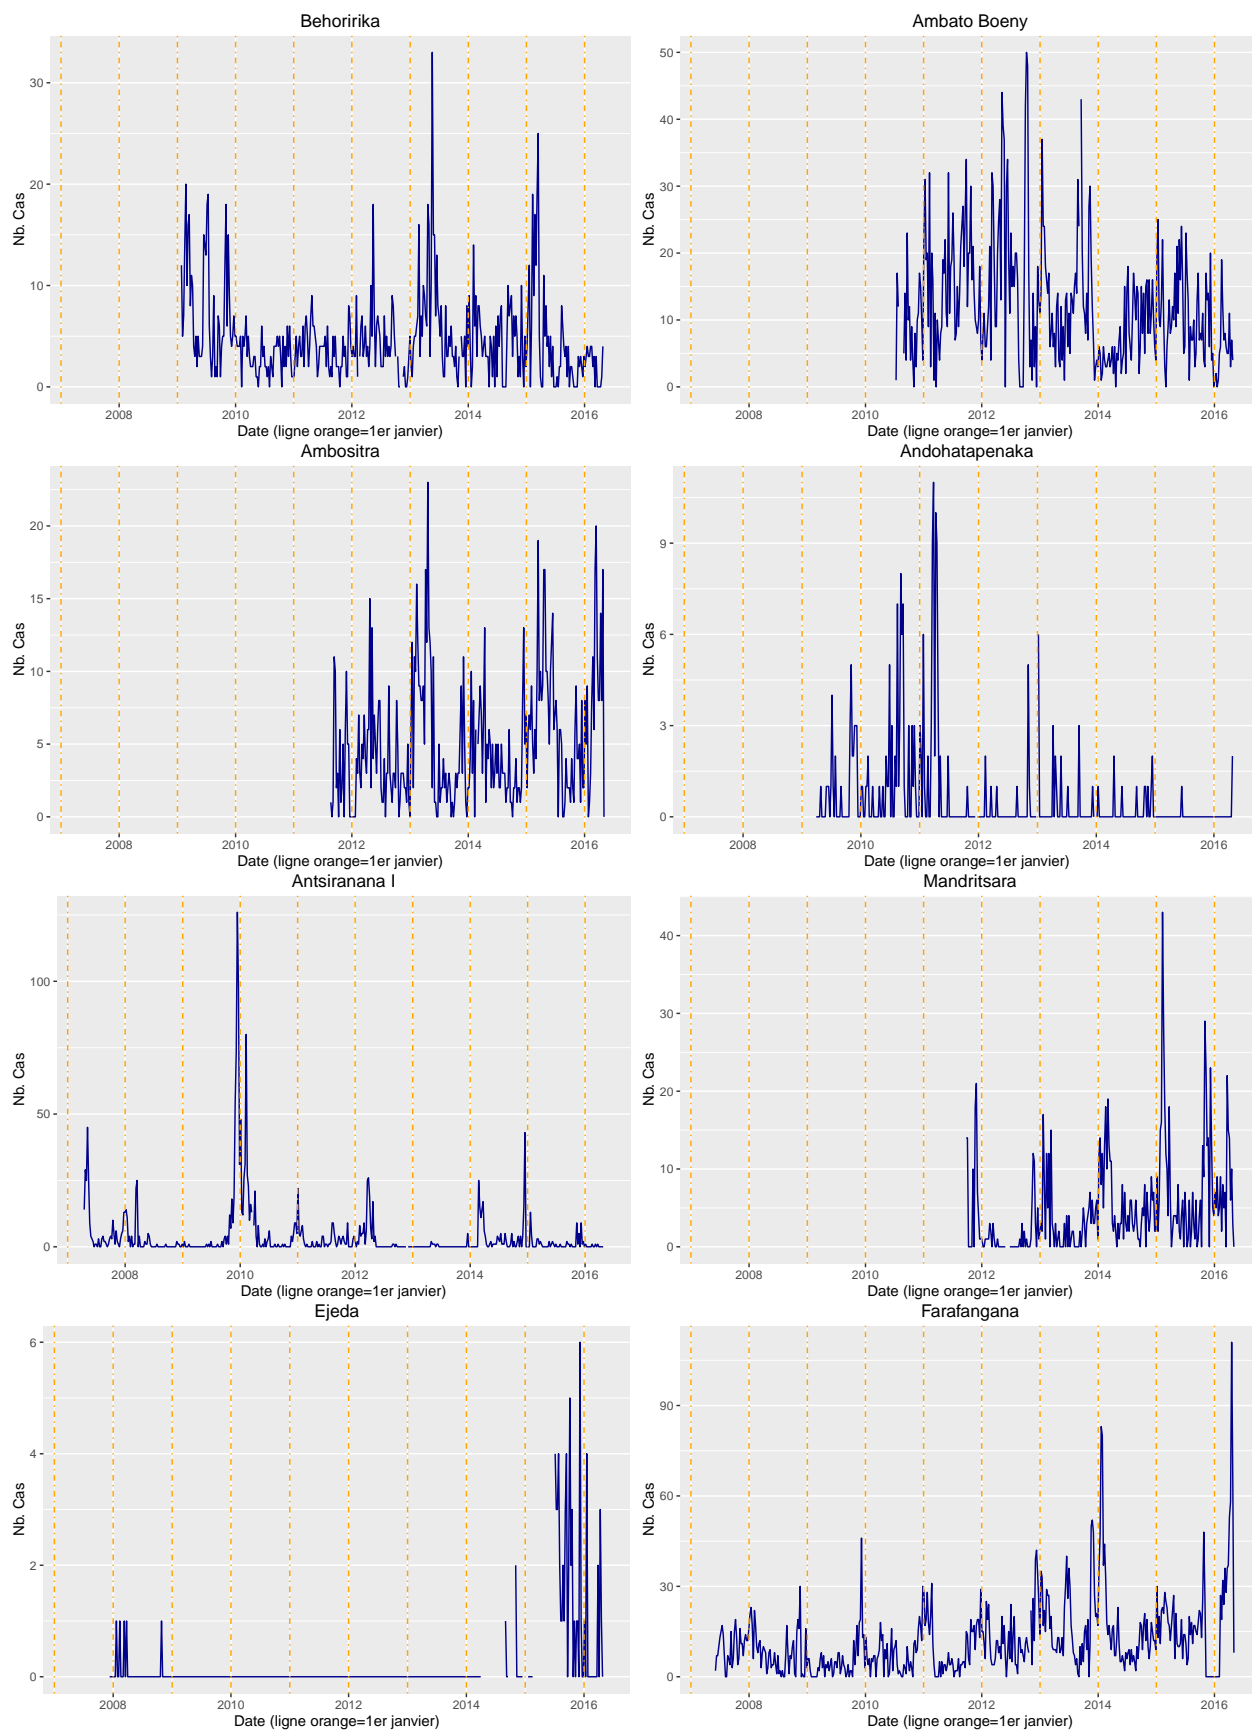 Behoririka
Nb. Cas
30
20
10
0
2008 2010 2012 2014 2016
Date (ligne orange=1er janvier)
Ambato Boeny
Nb. Cas
50
40
30
20
10
0
2008 2010 2012 2014 2016
Date (ligne orange=1er janvier)
Ambositra
Nb. Cas
20
15
10
5
0
2008 2010 2012 2014 2016
Date (ligne orange=1er janvier)
Andohatapenaka
Nb. Cas
9
6
3
0
2008 2010 2012 2014 2016
Date (ligne orange=1er janvier)
Antsiranana I
Nb. Cas
100
50
0
2008 2010 2012 2014 2016
Date (ligne orange=1er janvier)
Mandritsara
Nb. Cas
40
30
20
10
0
2008 2010 2012 2014 2016
Date (ligne orange=1er janvier)
Ejeda
Nb. Cas
6
4
2
0
2008 2010 2012 2014 2016
Date (ligne orange=1er janvier)
Farafangana
Nb. Cas
90
60
30
0
2008 2010 2012 2014 2016
Date (ligne orange=1er janvier)